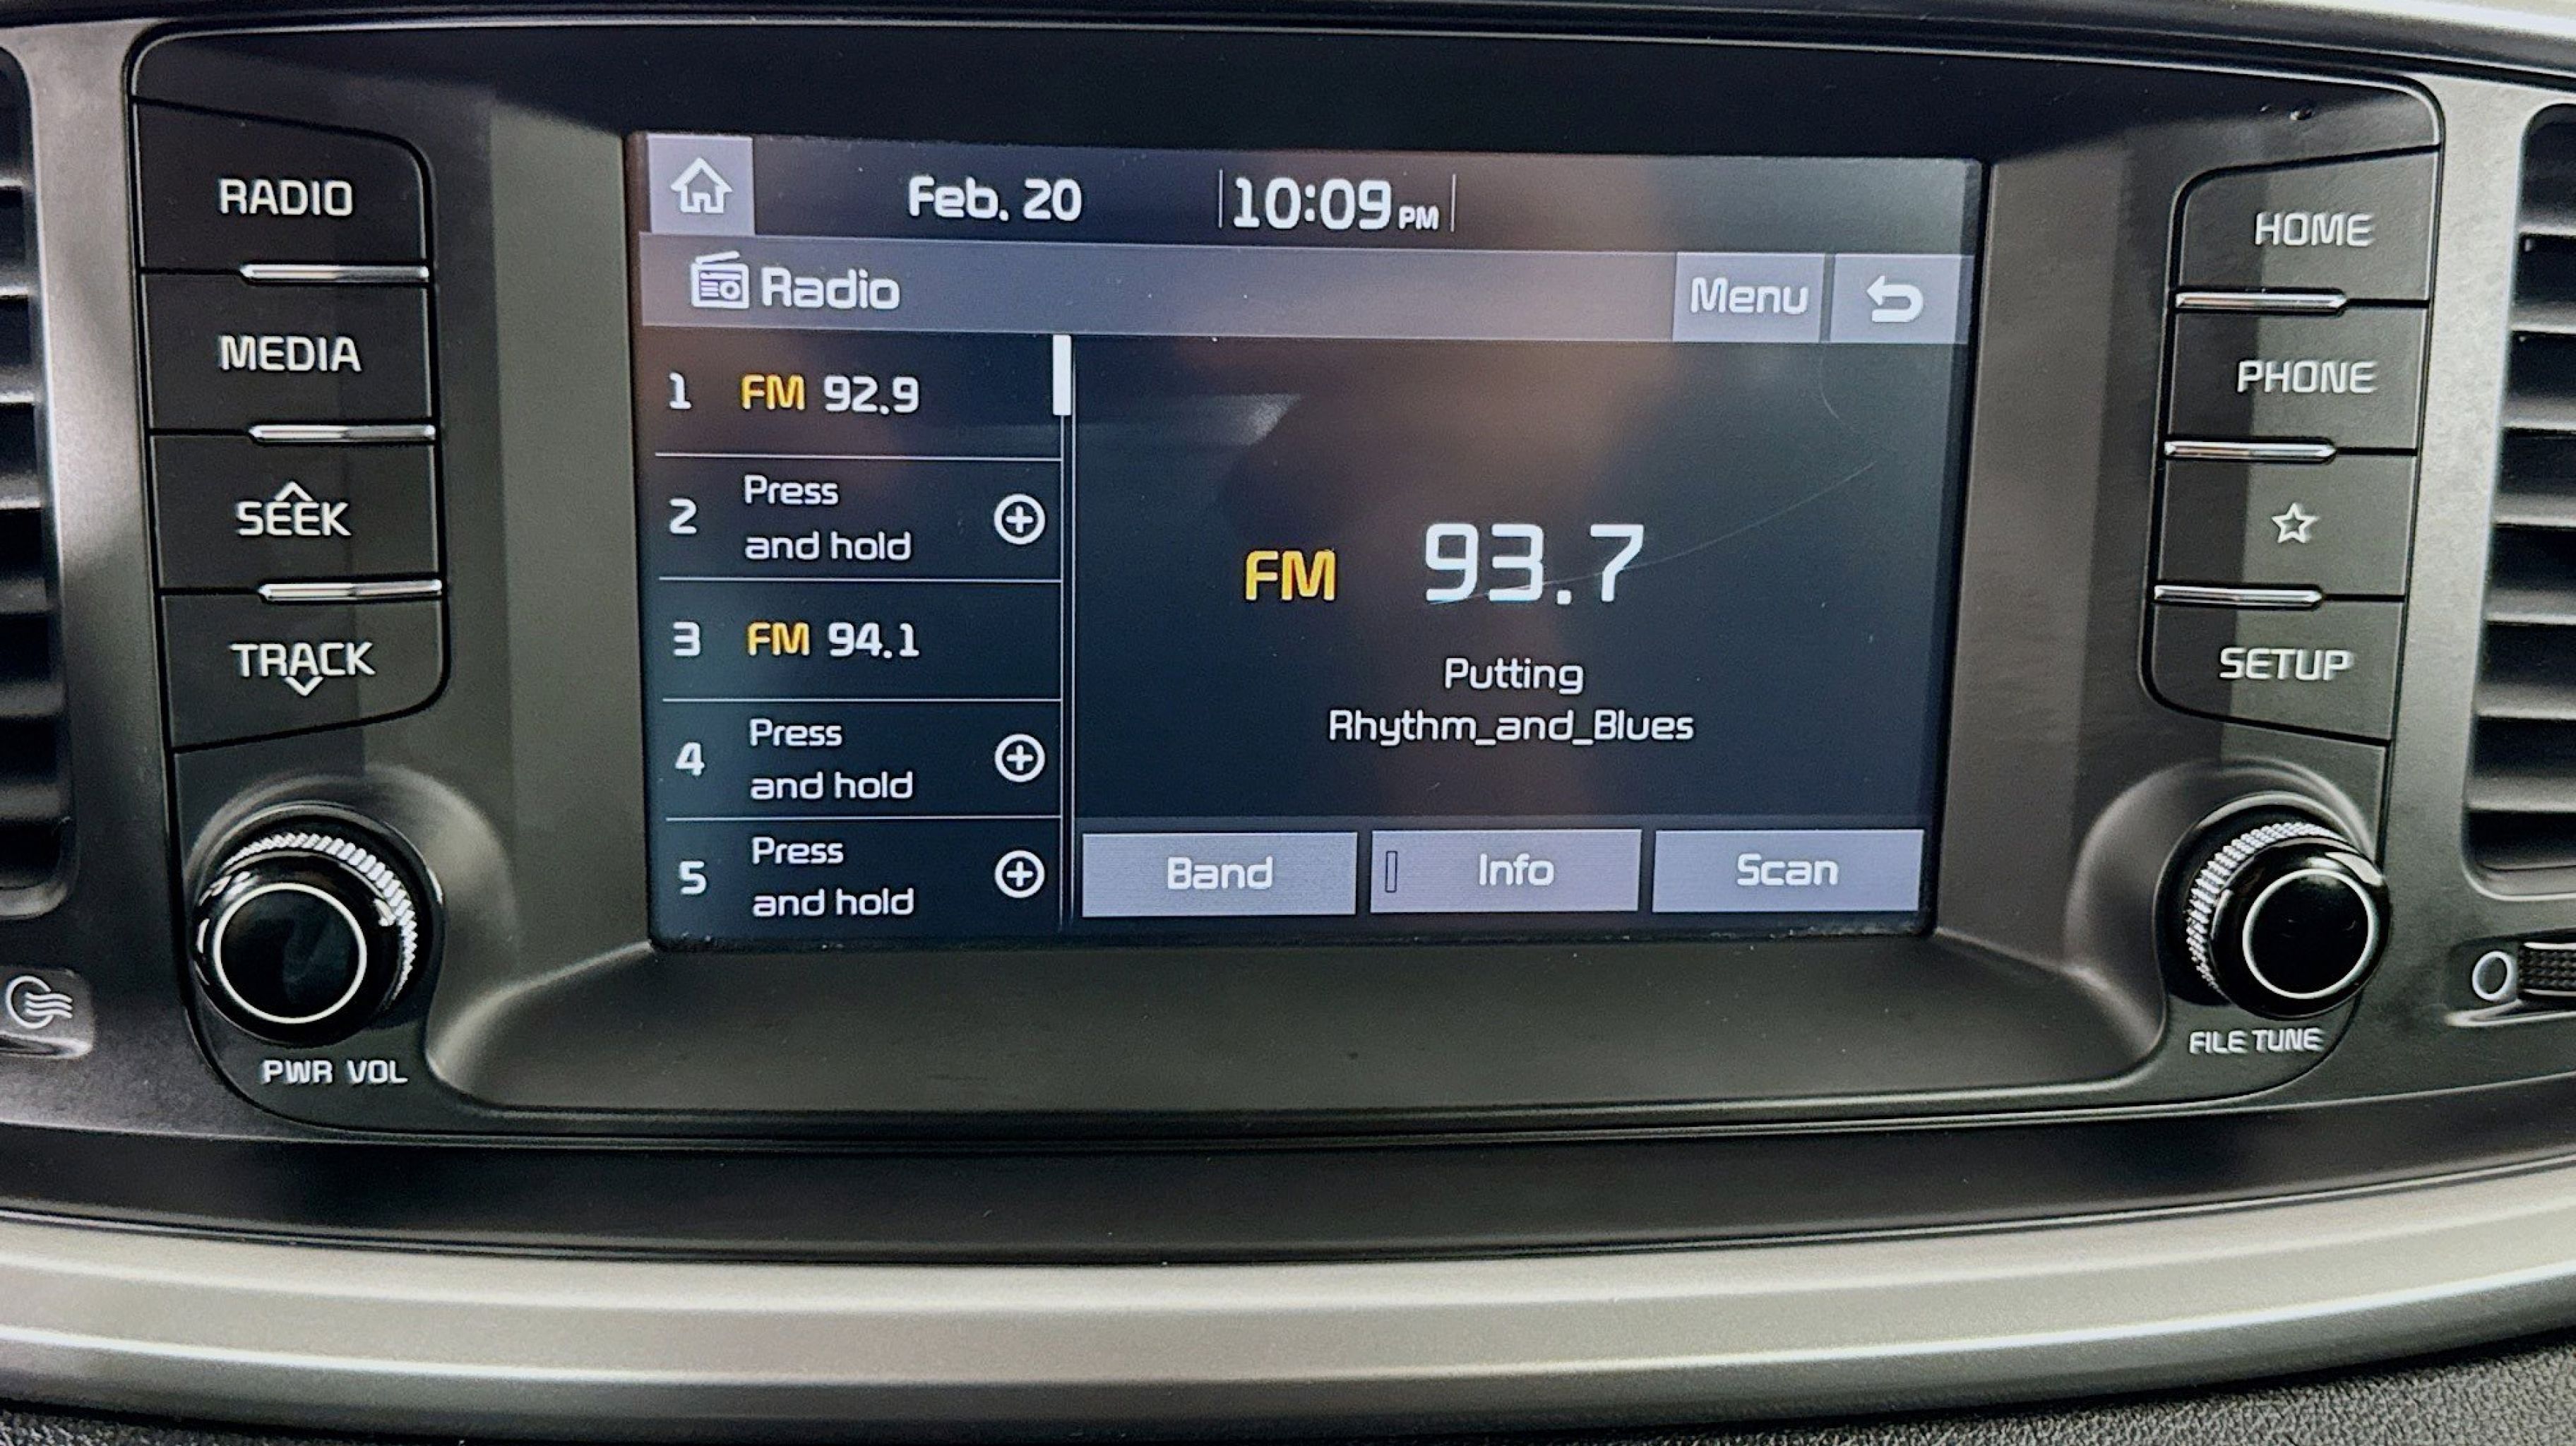 RADIO
MEDIA
SEEK
TRACK
PWR VOL
Feb. 20
10:09 PM
Radio
Menu
1 FM 92.9
2 Press
and hold
3 FM 94.1
4 Press
and hold
5 Press
and hold
FM 93.7
Putting
Rhythm_and_Blues
Band
Info
Scan
HOME
PHONE
SETUP
FILE TUNE